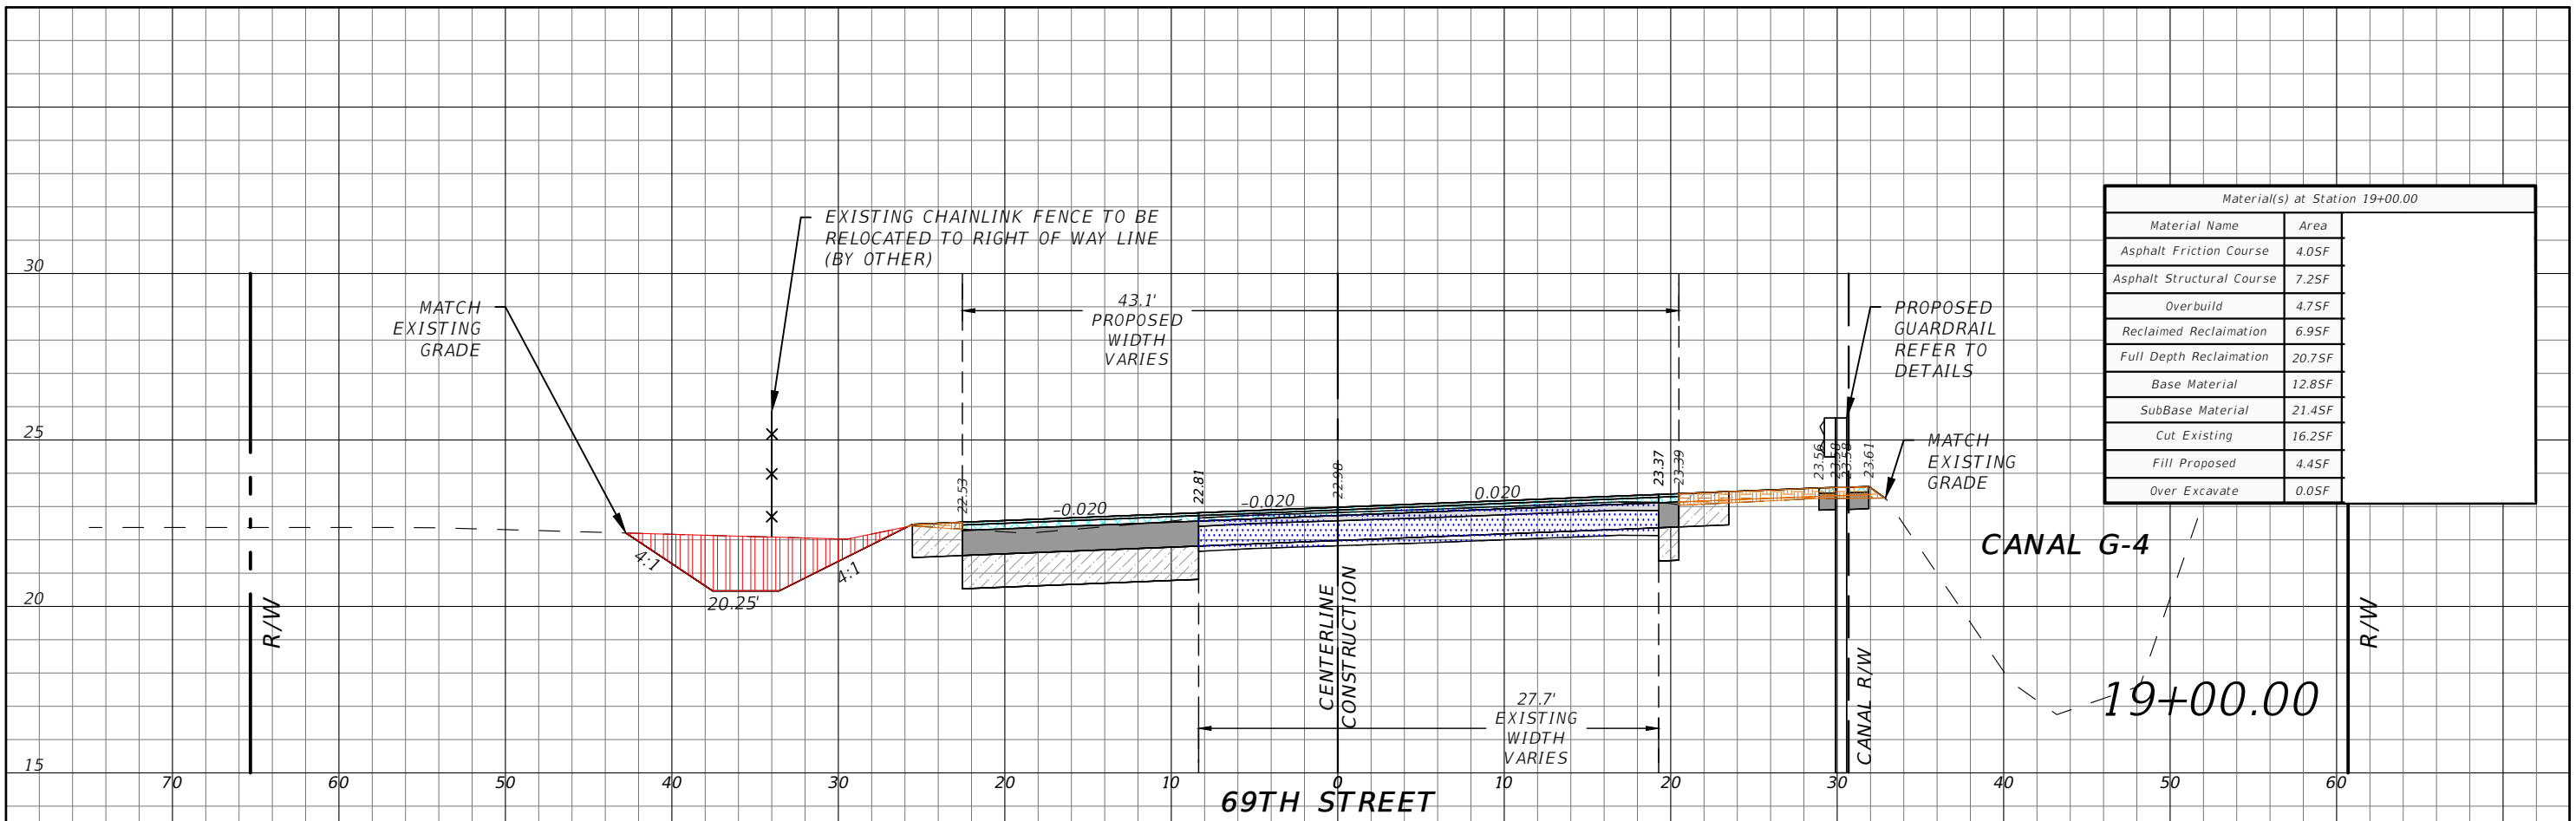 Material(s) at Station 19+00.00
Material Name Area
Asphalt Friction Course 4.0SF
Asphalt Structural Course 7.2SF
Overbuild 4.7SF
Reclaimed Reclaimation 6.9SF
Full Depth Reclaimation 20.7SF
Base Material 12.8SF
SubBase Material 21.4SF
Cut Existing 16.2SF
Fill Proposed 4.4SF
Over Excavate 0.0SF
EXISTING CHAINLINK FENCE TO BE
RELOCATED TO RIGHT OF WAY LINE
(BY OTHER)
30
MATCH
EXISTING
GRADE
43.1'
PROPOSED
WIDTH
VARIES
PROPOSED
GUARDRAIL
REFER TO
DETAILS
25
MATCH
EXISTING
GRADE
22.53
-0.020
22.81
-0.020
22.98
0.020
23.37
23.39
23.56
23.58
23.58
23.61
CANAL G-4
4:1
20.25'
4:1
20
R/W
CENTERLINE
CONSTRUCTION
27.7'
EXISTING
WIDTH
VARIES
CANAL R/W
19+00.00
R/W
15
70 60 50 40 30 20 10 0 10 20 30 40 50 60
69TH STREET